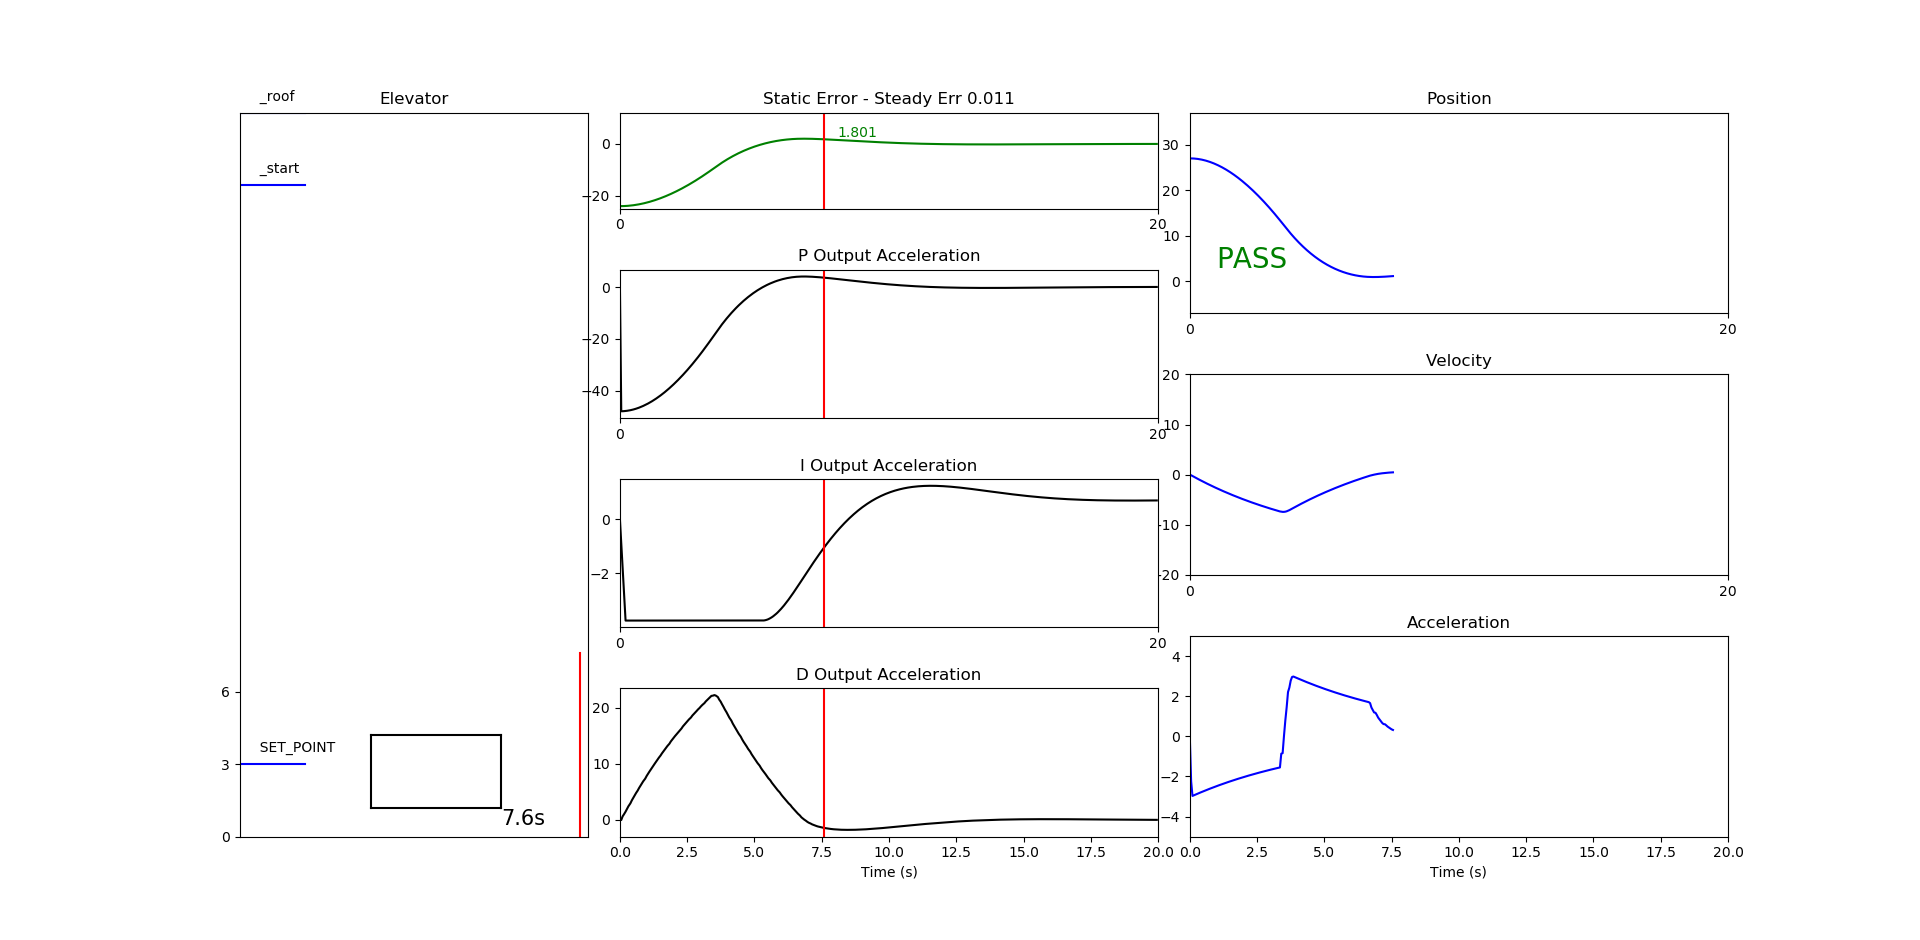 _roof
Elevator
_start
6
SET_POINT
3
7.6s
0
Static Error - Steady Err 0.011
1.801
0
−20
0
20
P Output Acceleration
0
−20
−40
0
20
I Output Acceleration
0
−2
0
20
D Output Acceleration
20
10
0
0.0 2.5 5.0 7.5 10.0 12.5 15.0 17.5 20.0
Time (s)
Position
30
20
10
PASS
0
0
20
Velocity
20
10
0
-10
-20
0
20
Acceleration
4
2
0
−2
−4
0.0 2.5 5.0 7.5 10.0 12.5 15.0 17.5 20.0
Time (s)